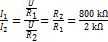 I₁/I₂ = (U/R₁)/(U/R₂) = R₂/R₁ = 800 kΩ/2 kΩ